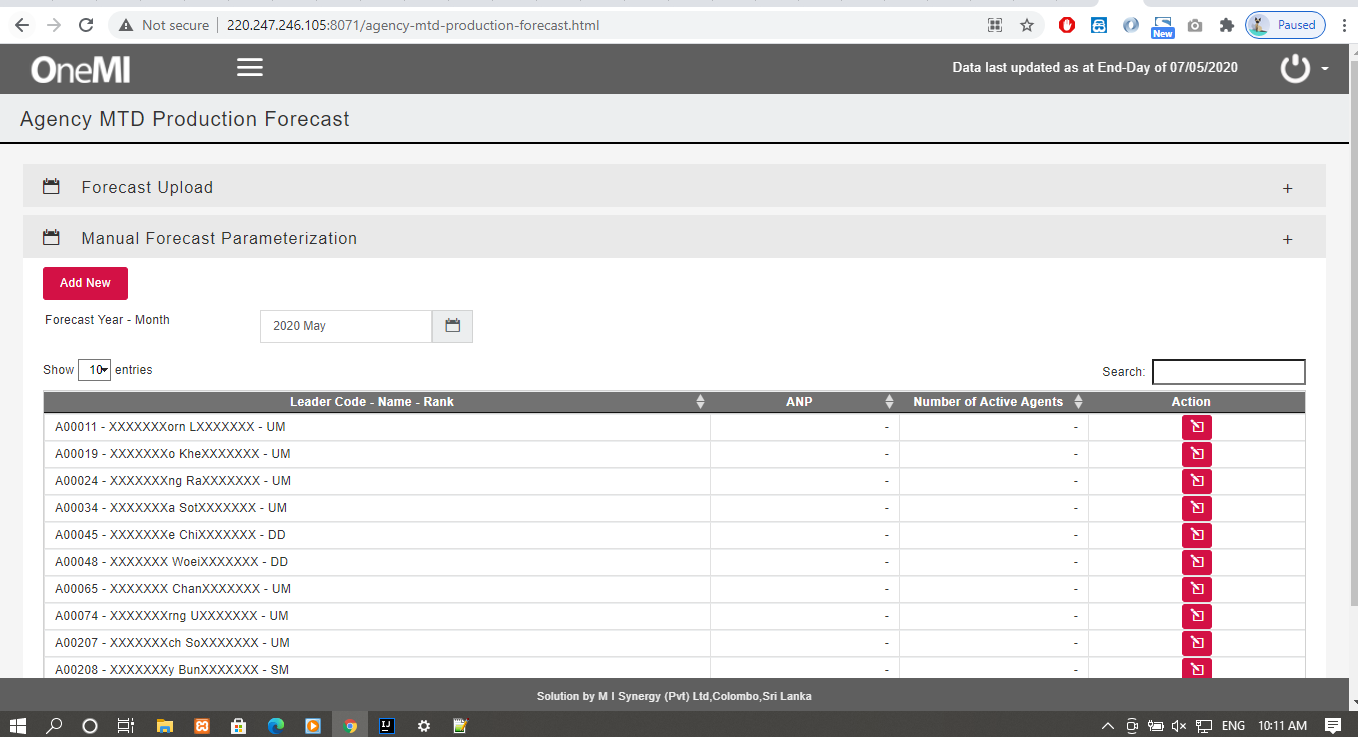 Not secure 220.247.246.105:8071/agency-mtd-production-forecast.html New Paused
OneMI Data last updated as at End-Day of 07/05/2020
Agency MTD Production Forecast
Forecast Upload +
Manual Forecast Parameterization +
Add New
Forecast Year - Month 2020 May
Show 10 entries Search:
Leader Code - Name - Rank ANP Number of Active Agents Action
A00011 - XXXXXXXorn LXXXXXXX - UM - -
A00019 - XXXXXXXo KheXXXXXXX - UM - -
A00024 - XXXXXXXng RaXXXXXXX - UM - -
A00034 - XXXXXXXa SotXXXXXXX - UM - -
A00045 - XXXXXXXe ChiXXXXXXX - DD - -
A00048 - XXXXXXX WoeiXXXXXXX - DD - -
A00065 - XXXXXXX ChanXXXXXXX - UM - -
A00074 - XXXXXXXrng UXXXXXXX - UM - -
A00207 - XXXXXXXch SoXXXXXXX - UM - -
A00208 - XXXXXXXy BunXXXXXXX - SM - -
Solution by M I Synergy (Pvt) Ltd,Colombo,Sri Lanka
ENG 10:11 AM